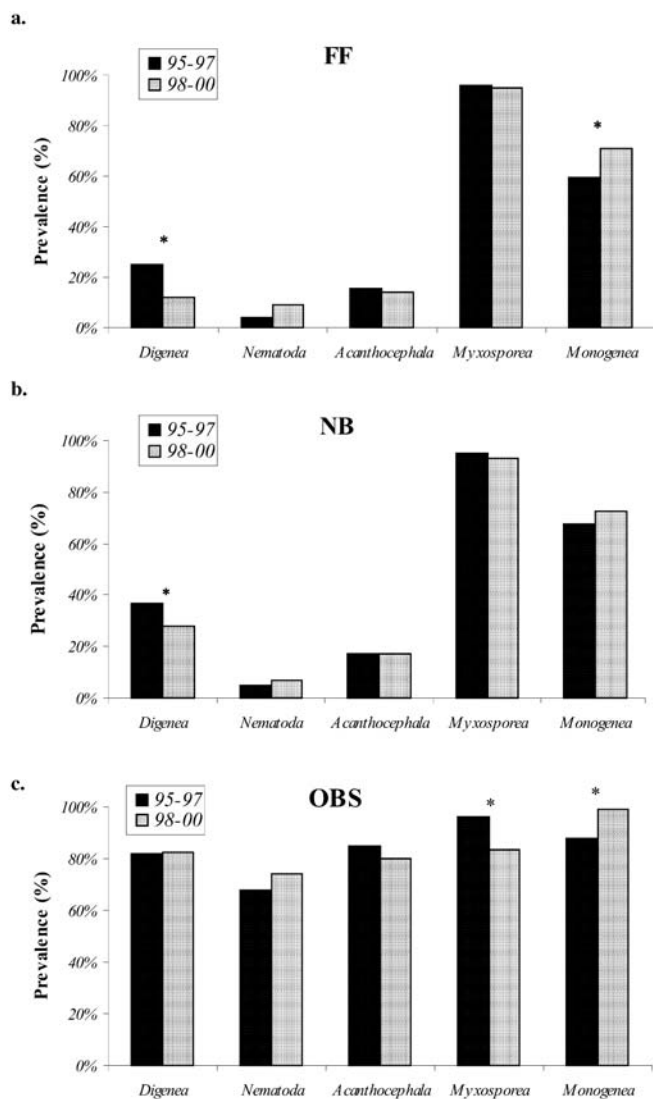 a.
FF
95-97
98-00
Prevalence (%)
100%
80%
60%
40%
20%
0%
*
*
Digenea Nematoda Acanthocephala Myxosporea Monogenea
b.
NB
95-97
98-00
Prevalence (%)
100%
80%
60%
40%
20%
0%
*
Digenea Nematoda Acanthocephala Myxosporea Monogenea
c.
OBS
95-97
98-00
Prevalence (%)
100%
80%
60%
40%
20%
0%
*
*
Digenea Nematoda Acanthocephala Myxosporea Monogenea